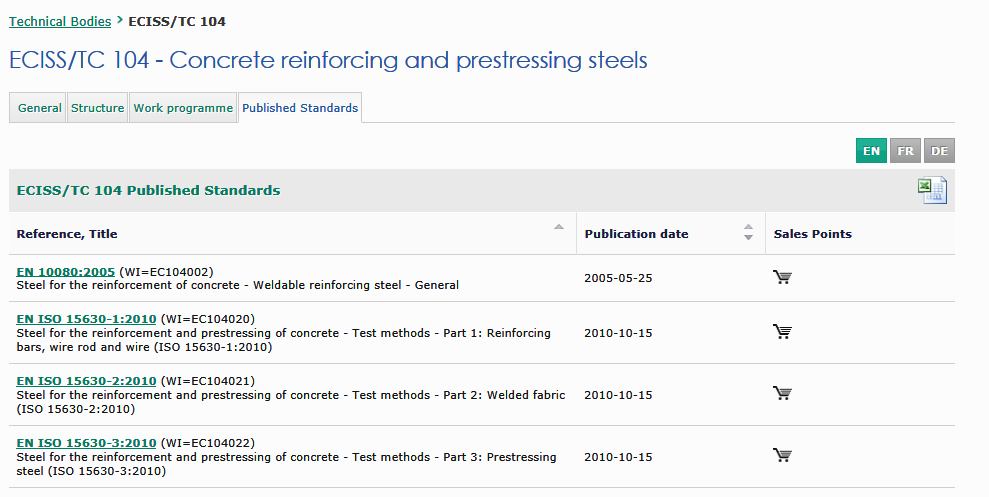 Technical Bodies > ECISS/TC 104
ECISS/TC 104 - Concrete reinforcing and prestressing steels
General Structure Work programme Published Standards
EN FR DE
ECISS/TC 104 Published Standards
Reference, Title Publication date Sales Points
EN 10080:2005 (WI=EC104002)
Steel for the reinforcement of concrete - Weldable reinforcing steel - General
2005-05-25
EN ISO 15630-1:2010 (WI=EC104020)
Steel for the reinforcement and prestressing of concrete - Test methods - Part 1: Reinforcing
bars, wire rod and wire (ISO 15630-1:2010)
2010-10-15
EN ISO 15630-2:2010 (WI=EC104021)
Steel for the reinforcement and prestressing of concrete - Test methods - Part 2: Welded fabric
(ISO 15630-2:2010)
2010-10-15
EN ISO 15630-3:2010 (WI=EC104022)
Steel for the reinforcement and prestressing of concrete - Test methods - Part 3: Prestressing
steel (ISO 15630-3:2010)
2010-10-15